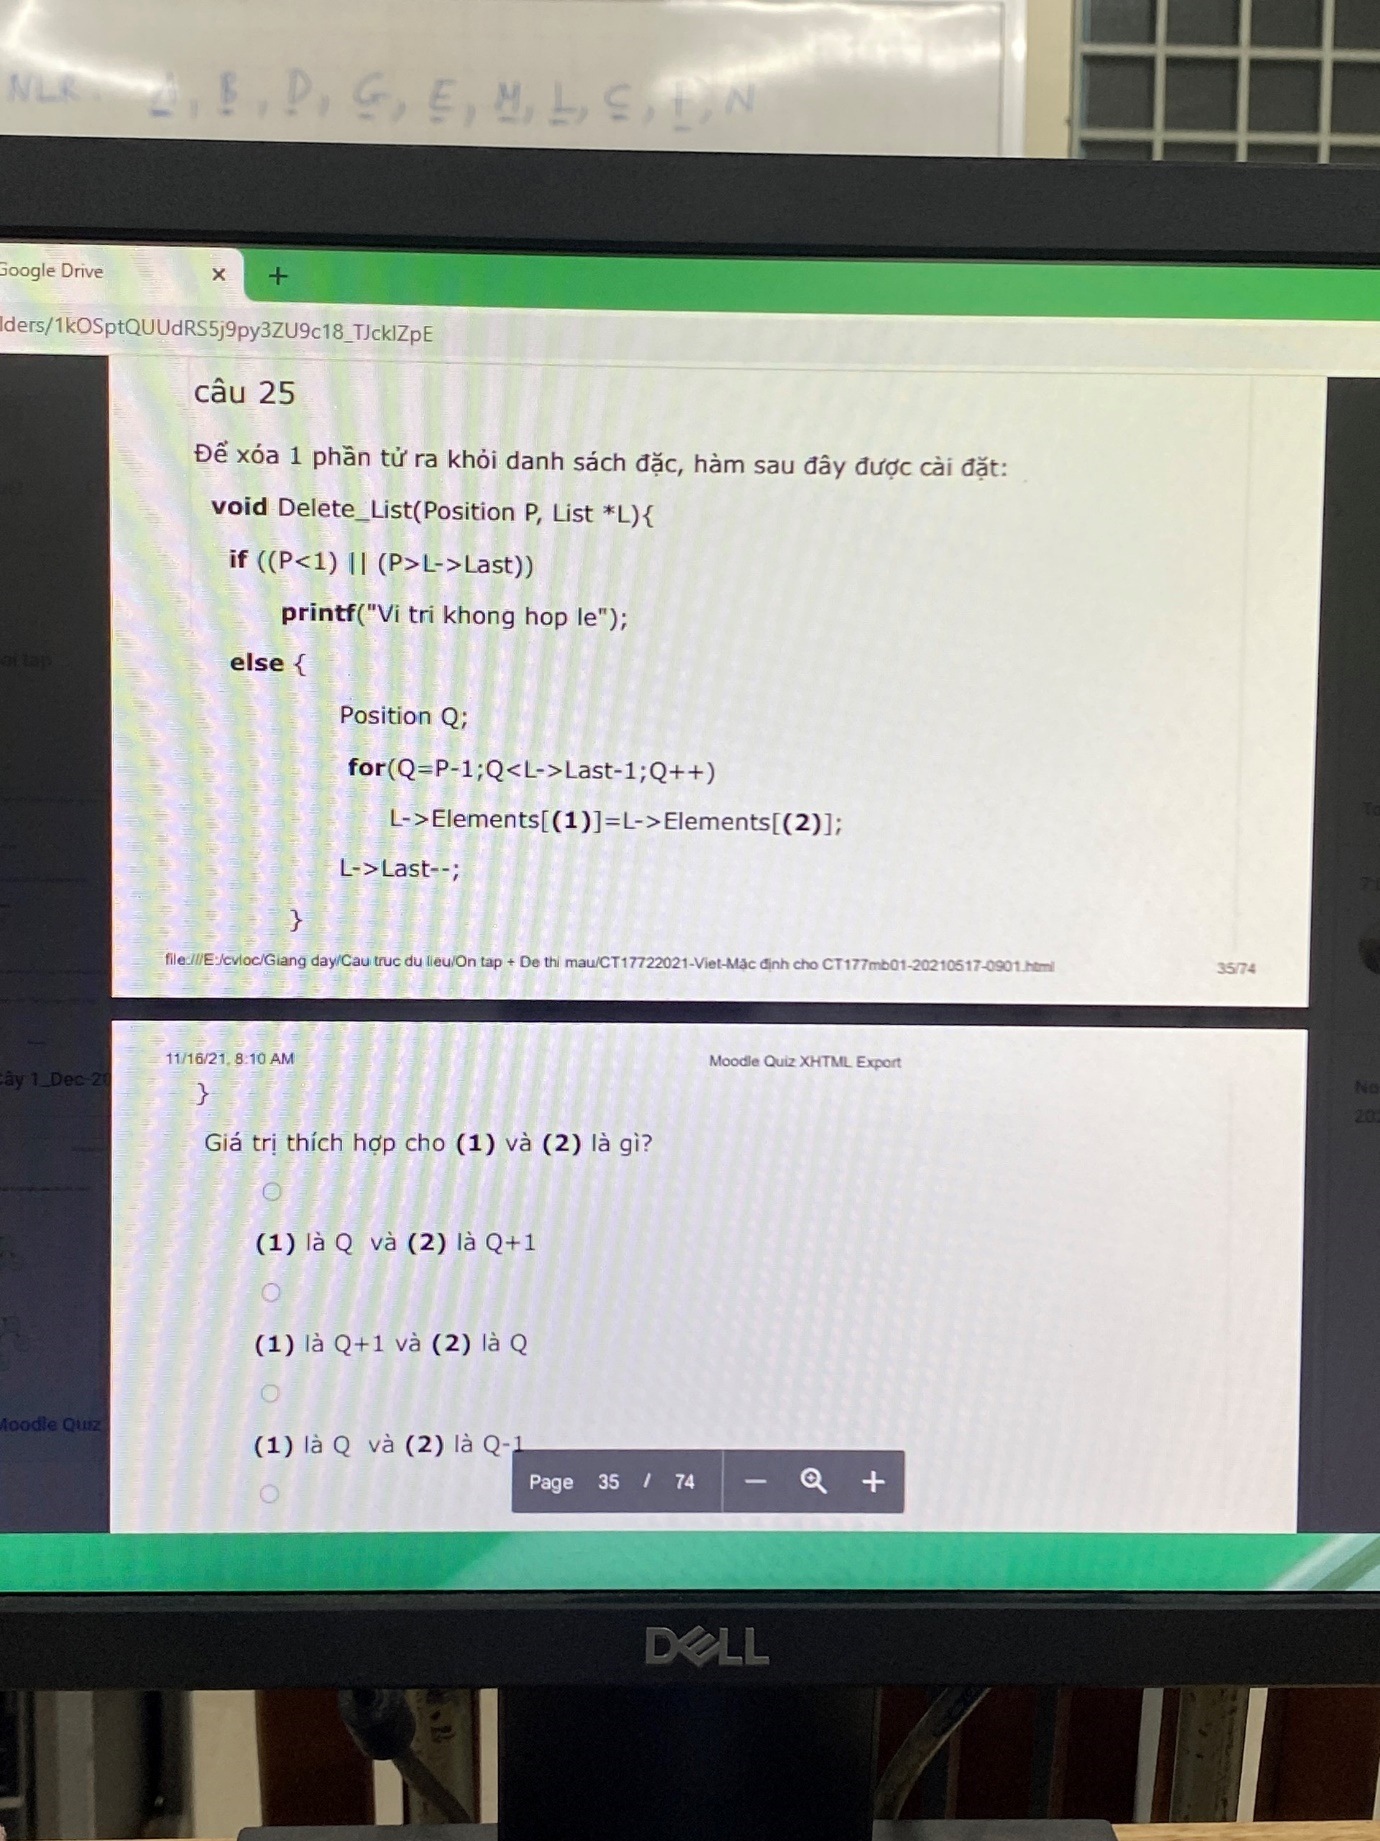 NLR A, B, D, G, E, M, L, C, I, N
Google Drive × +
lders/1kOSptQUUdRS5j9py3ZU9c18_TJcklZpE
câu 25
Để xóa 1 phần tử ra khỏi danh sách đặc, hàm sau đây được cài đặt:
void Delete_List(Position P, List *L){
if ((P<1) || (P>L->Last))
printf("Vi tri khong hop le");
else {
Position Q;
for(Q=P-1;Q<L->Last-1;Q++)
L->Elements[(1)]=L->Elements[(2)];
L->Last--;
}
file:///E:/cvloc/Giang day/Cau truc du lieu/On tap + De thi mau/CT17722021-Viet-Mặc định cho CT177mb01-20210517-0901.html 35/74
11/16/21, 8:10 AM Moodle Quiz XHTML Export
}
Giá trị thích hợp cho (1) và (2) là gì?
(1) là Q và (2) là Q+1
(1) là Q+1 và (2) là Q
Moodle Quiz
(1) là Q và (2) là Q-1
Page 35 / 74 — +
DELL